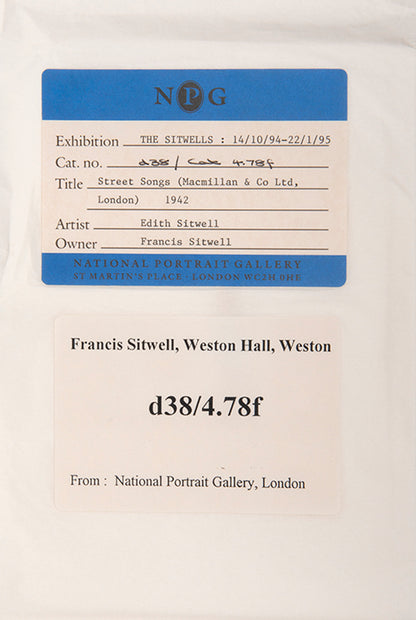 NPG
Exhibition THE SITWELLS : 14/10/94-22/1/95
Cat. no. d38 / Cat 4.78f
Title Street Songs (Macmillan & Co Ltd,
London) 1942
Artist Edith Sitwell
Owner Francis Sitwell
NATIONAL PORTRAIT GALLERY
ST MARTIN'S PLACE · LONDON WC2H 0HE
Francis Sitwell, Weston Hall, Weston
d38/4.78f
From : National Portrait Gallery, London